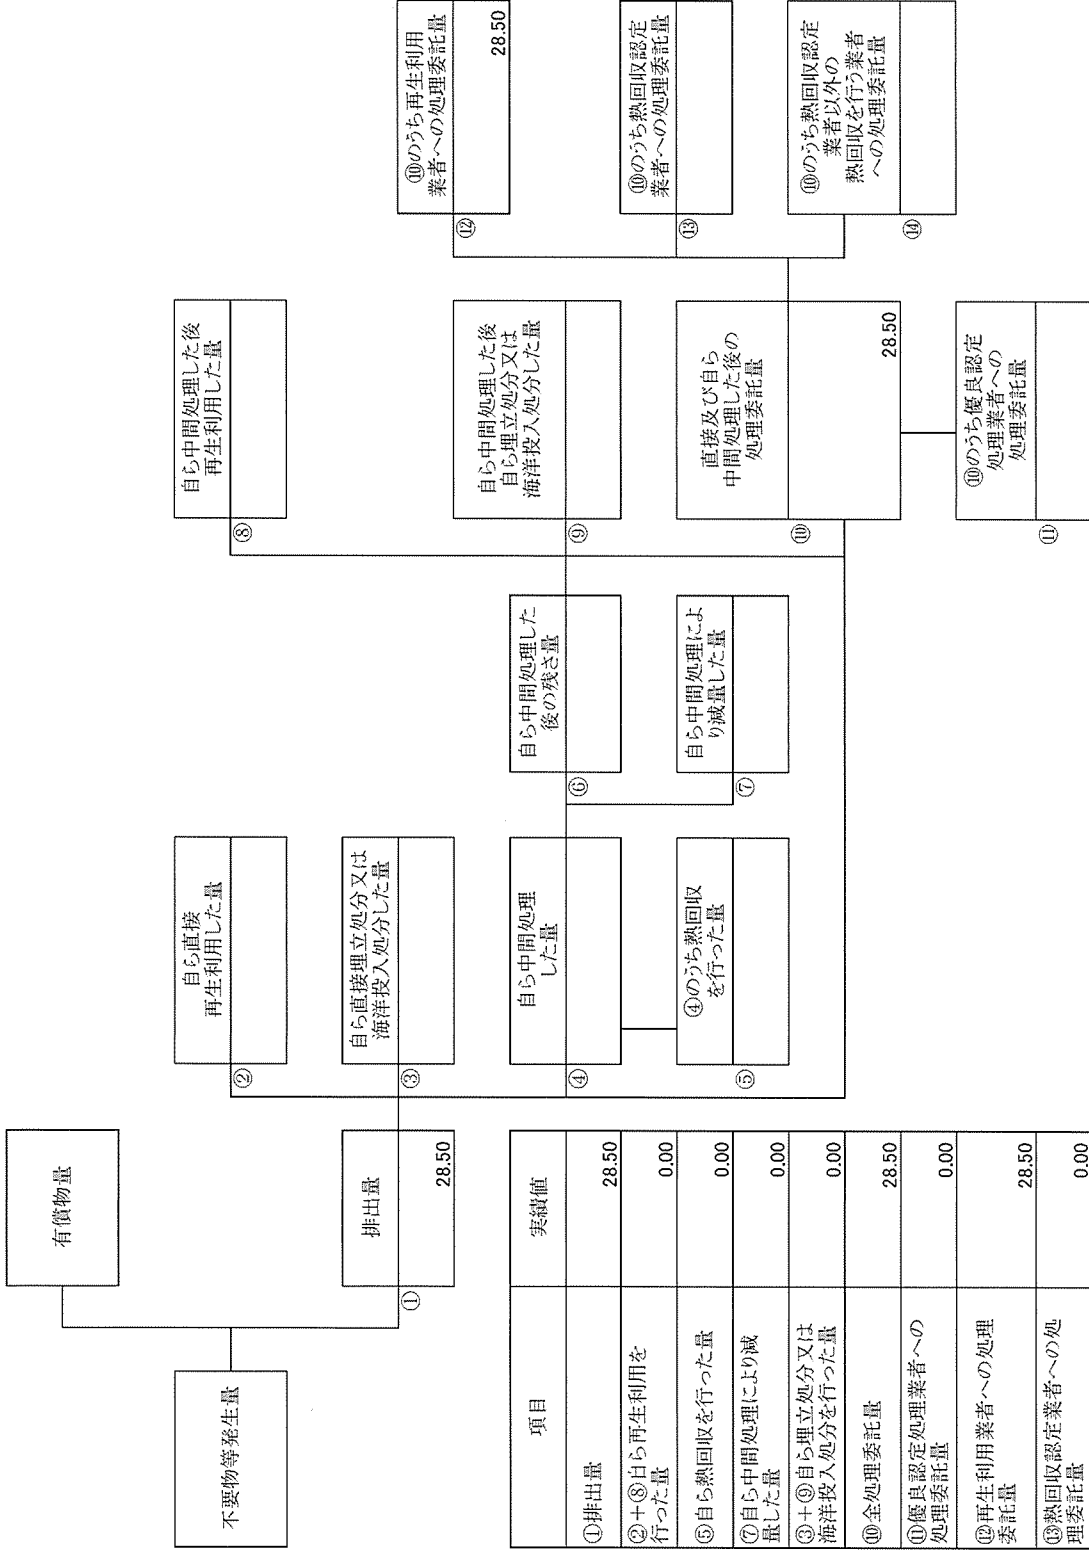 有償物量
不要物等発生量
排出量
①
28.50
自ら直接
再生利用した量
②
自ら直接埋立処分又は
海洋投入処分した量
③
自ら中間処理
した量
④
④のうち熱回収
を行った量
⑤
自ら中間処理した
後の残さ量
⑥
自ら中間処理によ
り減量した量
⑦
自ら中間処理した後
再生利用した量
⑧
自ら中間処理した後
自ら埋立処分又は
海洋投入処分した量
⑨
直接及び自ら
中間処理した後の
処理委託量
⑩
28.50
⑩のうち優良認定
処理業者への
処理委託量
⑪
⑩のうち再生利用
業者への処理委託量
⑫
28.50
⑩のうち熱回収認定
業者への処理委託量
⑬
⑩のうち熱回収認定
業者以外の
熱回収を行う業者
への処理委託量
⑭
項目 実績値
①排出量 28.50
②+⑧自ら再生利用を
行った量 0.00
⑤自ら熱回収を行った量 0.00
⑦自ら中間処理により減
量した量 0.00
③+⑨自ら埋立処分又は
海洋投入処分を行った量 0.00
⑩全処理委託量 28.50
⑪優良認定処理業者への
処理委託量 0.00
⑫再生利用業者への処理
委託量 28.50
⑬熱回収認定業者への処
理委託量 0.00